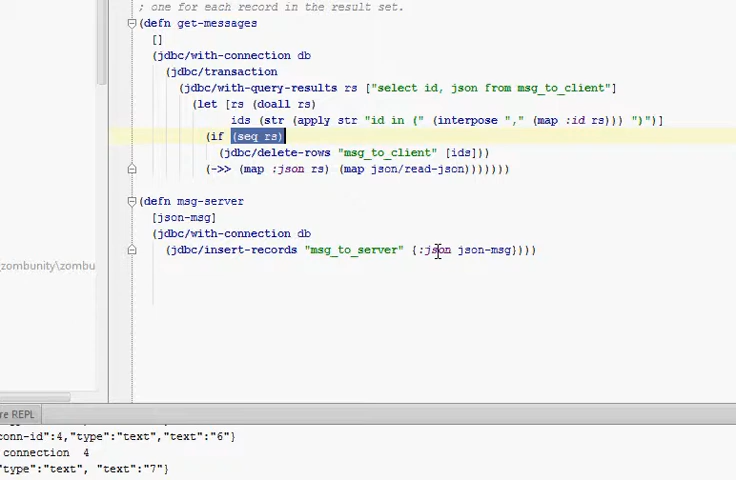 ; one for each record in the result set.
(defn get-messages
[]
(jdbc/with-connection db
(jdbc/transaction
(jdbc/with-query-results rs ["select id, json from msg_to_client"]
(let [rs (doall rs)
ids (str (apply str "id in (" (interpose "," (map :id rs))) ")")]
(if (seq rs)
(jdbc/delete-rows "msg_to_client" [ids]))
(->> (map :json rs) (map json/read-json)))))))
(defn msg-server
[json-msg]
(jdbc/with-connection db
(jdbc/insert-records "msg_to_server" {:json json-msg})))
zombunity\zombu
re REPL
conn-id":4,"type":"text","text":"6"}
connection 4
"type":"text", "text":"7"}